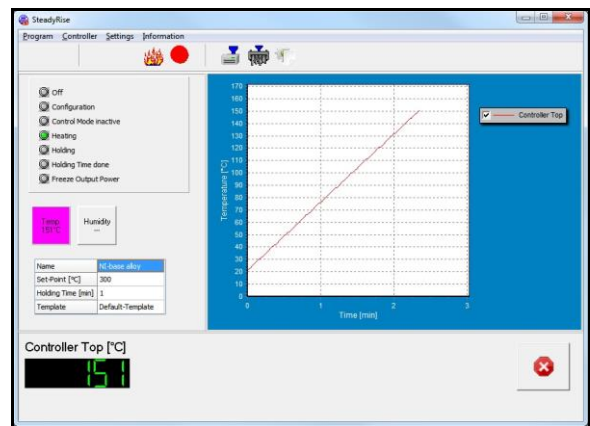 SteadyRise
Program Controller Settings Information
Off
Configuration
Control Mode inactive
Heating
Holding
Holding Time done
Freeze Output Power
Temp Humidity
151°C --
Name NI-base alloy
Set-Point [°C] 300
Holding Time [min] 1
Template Default-Template
Temperature [°C]
170
160
150
140
130
120
110
100
90
80
70
60
50
40
30
20
10
0
0 1 2 3
Time [min]
Controller Top
Controller Top [°C]
151